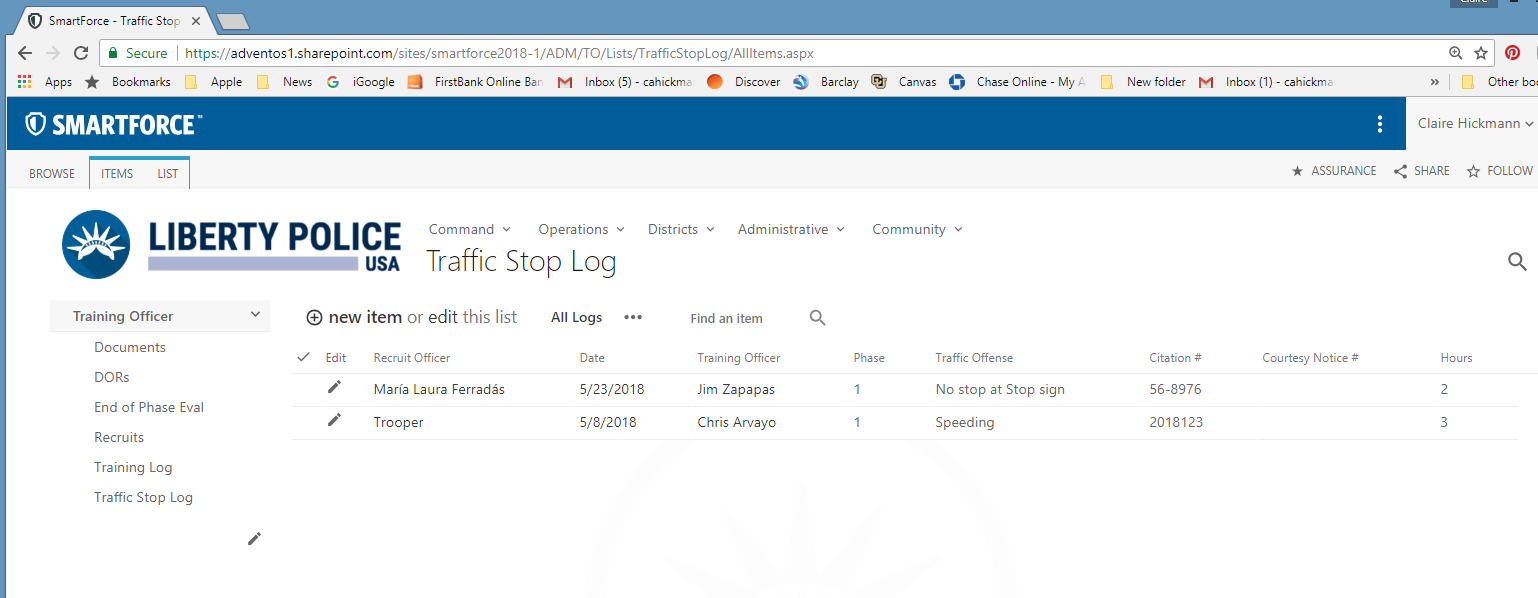 Claire
SmartForce - Traffic Stop
Secure https://adventos1.sharepoint.com/sites/smartforce2018-1/ADM/TO/Lists/TrafficStopLog/AllItems.aspx
Apps Bookmarks Apple News iGoogle FirstBank Online Ban Inbox (5) - cahickma Discover Barclay Canvas Chase Online - My A New folder Inbox (1) - cahickma » Other boo
SMARTFORCE™ Claire Hickmann
BROWSE ITEMS LIST ASSURANCE SHARE FOLLOW
LIBERTY POLICE
USA
Command Operations Districts Administrative Community
Traffic Stop Log
Training Officer
Documents
DORs
End of Phase Eval
Recruits
Training Log
Traffic Stop Log
new item or edit this list All Logs ••• Find an item
Edit Recruit Officer Date Training Officer Phase Traffic Offense Citation # Courtesy Notice # Hours
María Laura Ferradás 5/23/2018 Jim Zapapas 1 No stop at Stop sign 56-8976 2
Trooper 5/8/2018 Chris Arvayo 1 Speeding 2018123 3